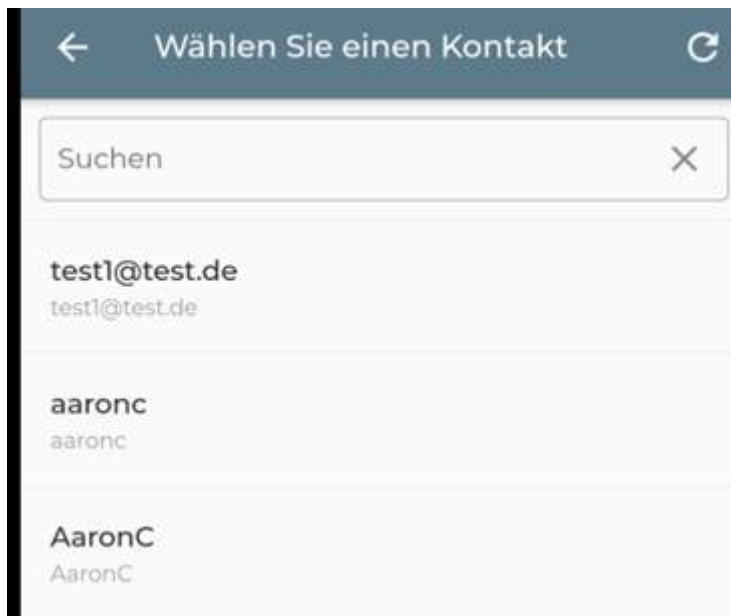 Wählen Sie einen Kontakt
Suchen
test1@test.de
test1@test.de
aaronc
aaronc
AaronC
AaronC